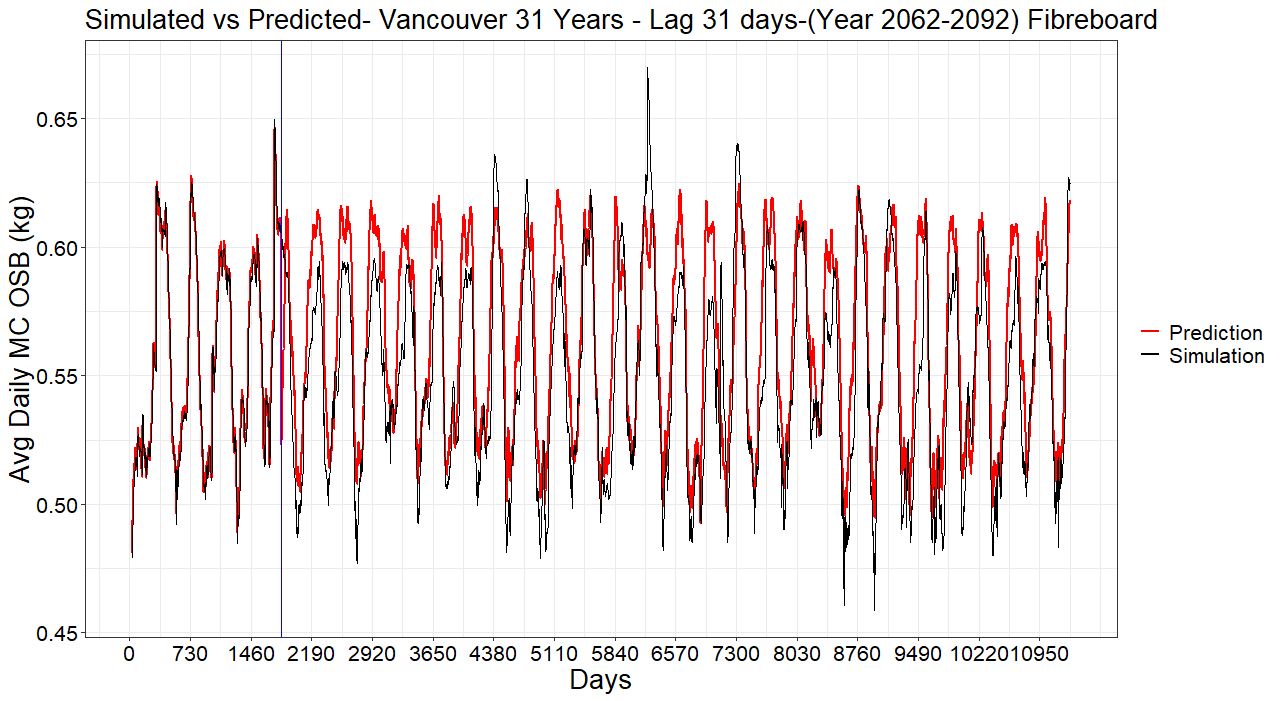 Simulated vs Predicted- Vancouver 31 Years - Lag 31 days-(Year 2062-2092) Fibreboard
Avg Daily MC OSB (kg)
0.65
0.60
0.55
0.50
0.45
0 730 1460 2190 2920 3650 4380 5110 5840 6570 7300 8030 8760 9490 10220 10950
Days
Prediction
Simulation